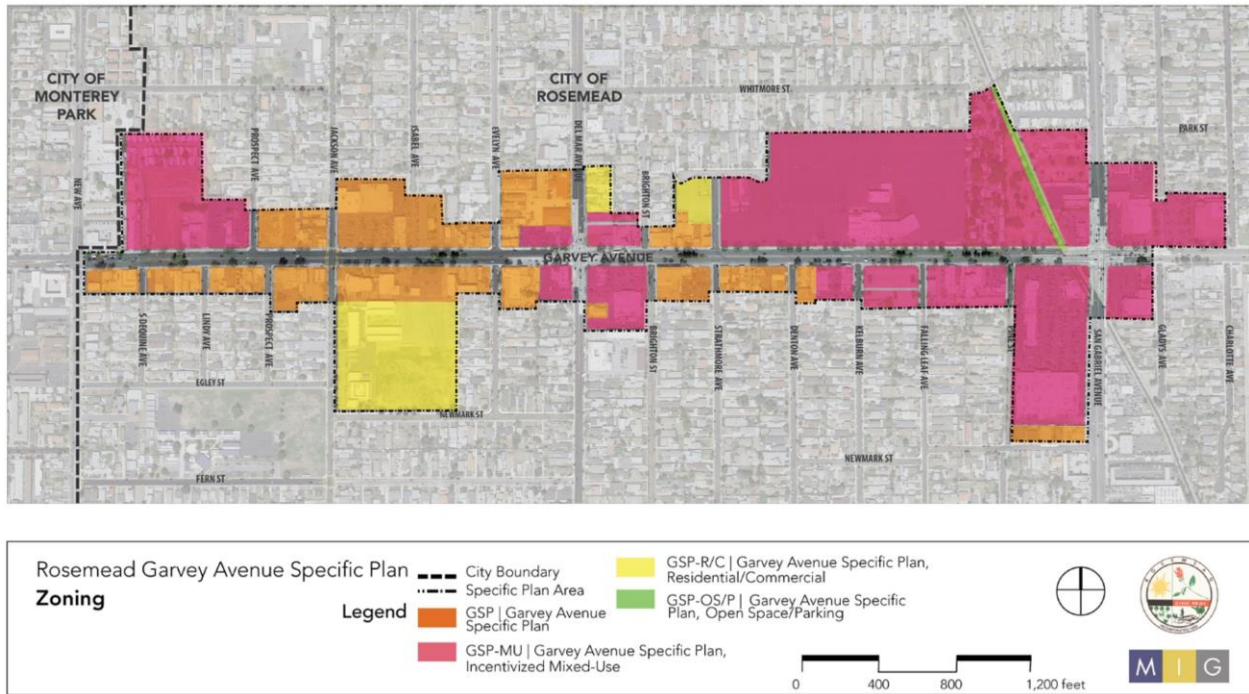 CITY OF
MONTEREY
PARK
CITY OF
ROSEMEAD
WHITMORE ST
PARK ST
NEW AVE
PROSPECT AVE
JACKSON AVE
ISABEL AVE
EVELYN AVE
DEL MAR AVENUE
BRIGHTON ST
GARVEY AVENUE
S DEQUINE AVE
LINDY AVE
PROSPECT AVE
BRIGHTON ST
STRATHMORE AVE
DENTON AVE
KELBURN AVE
FALLING LEAF AVE
SAN GABRIEL AVENUE
GLADYS AVE
CHARLOTTE AVE
EGLEY ST
NEWMARK ST
NEWMARK ST
FERN ST
Rosemead Garvey Avenue Specific Plan
Zoning
Legend
City Boundary
Specific Plan Area
GSP | Garvey Avenue
Specific Plan
GSP-MU | Garvey Avenue Specific Plan,
Incentivized Mixed-Use
GSP-R/C | Garvey Avenue Specific Plan,
Residential/Commercial
GSP-OS/P | Garvey Avenue Specific
Plan, Open Space/Parking
0 400 800 1,200 feet
M I G